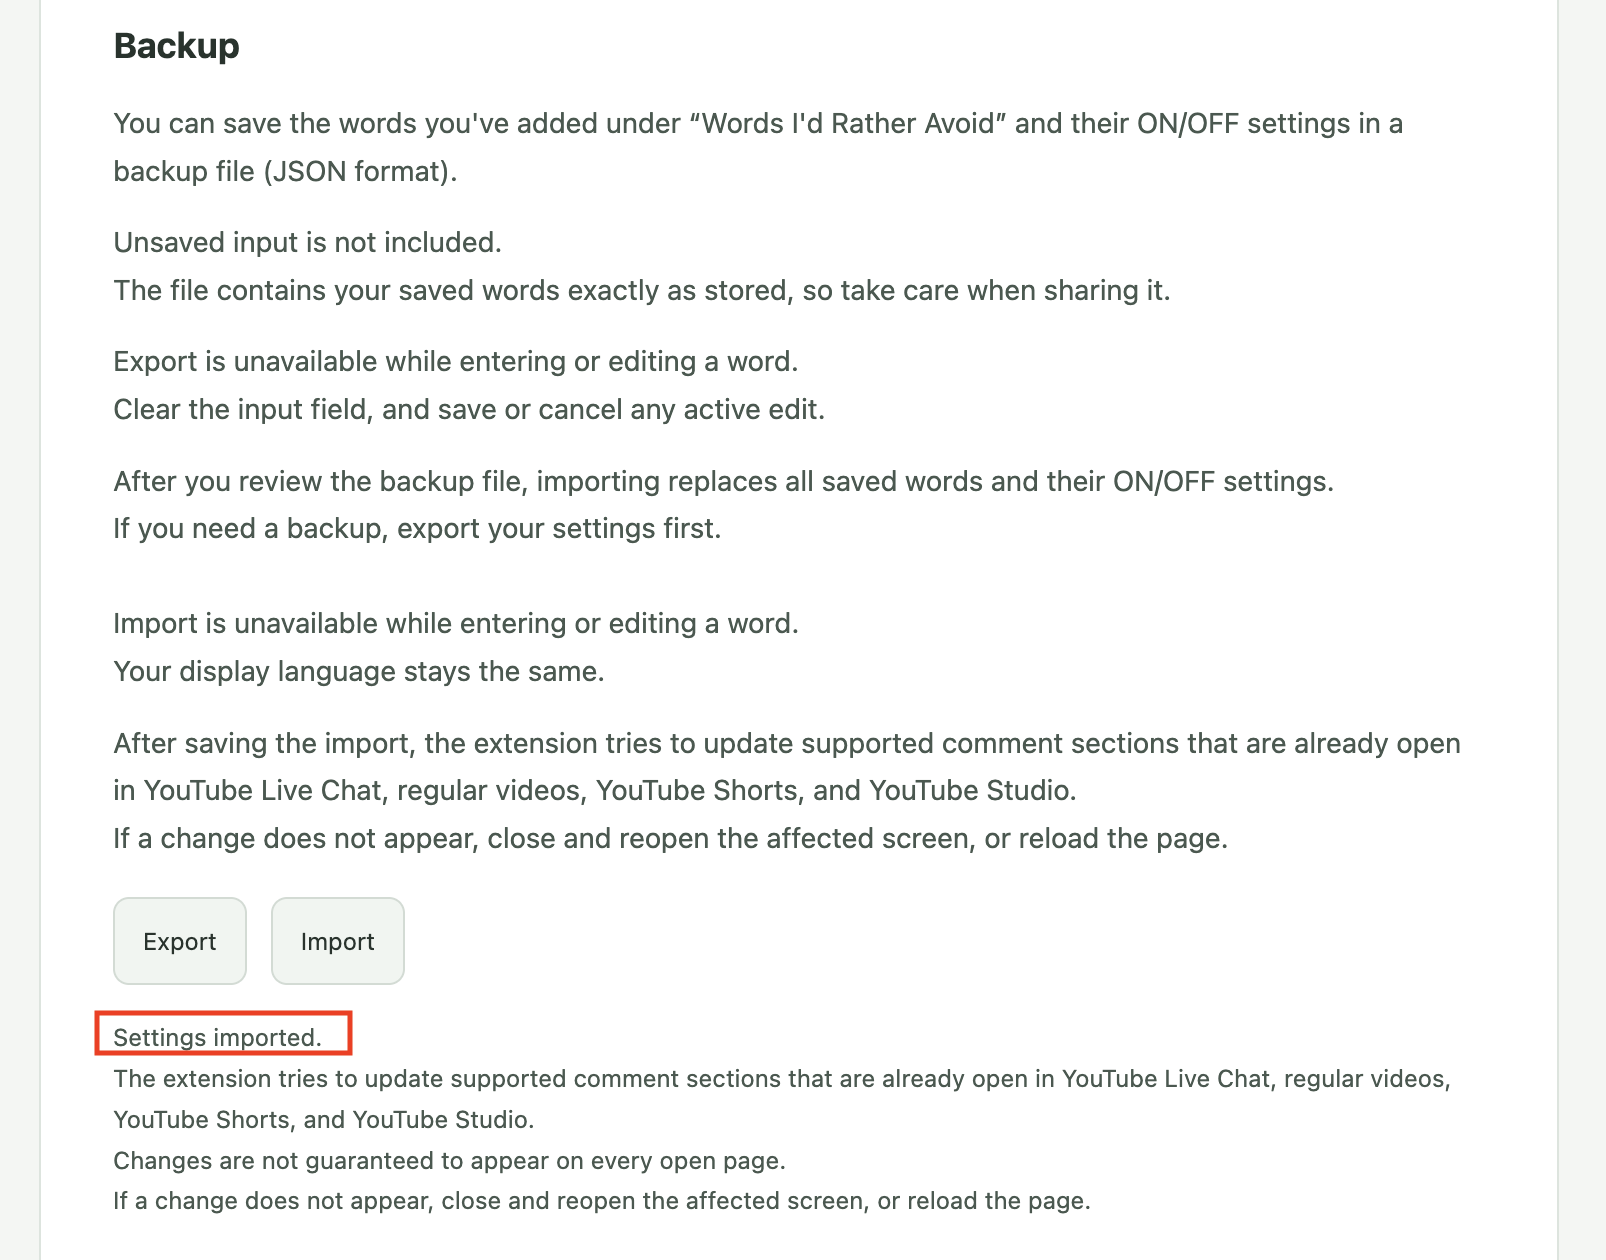 Backup
You can save the words you've added under “Words I'd Rather Avoid” and their ON/OFF settings in a
backup file (JSON format).
Unsaved input is not included.
The file contains your saved words exactly as stored, so take care when sharing it.
Export is unavailable while entering or editing a word.
Clear the input field, and save or cancel any active edit.
After you review the backup file, importing replaces all saved words and their ON/OFF settings.
If you need a backup, export your settings first.
Import is unavailable while entering or editing a word.
Your display language stays the same.
After saving the import, the extension tries to update supported comment sections that are already open
in YouTube Live Chat, regular videos, YouTube Shorts, and YouTube Studio.
If a change does not appear, close and reopen the affected screen, or reload the page.
Export Import
Settings imported.
The extension tries to update supported comment sections that are already open in YouTube Live Chat, regular videos,
YouTube Shorts, and YouTube Studio.
Changes are not guaranteed to appear on every open page.
If a change does not appear, close and reopen the affected screen, or reload the page.